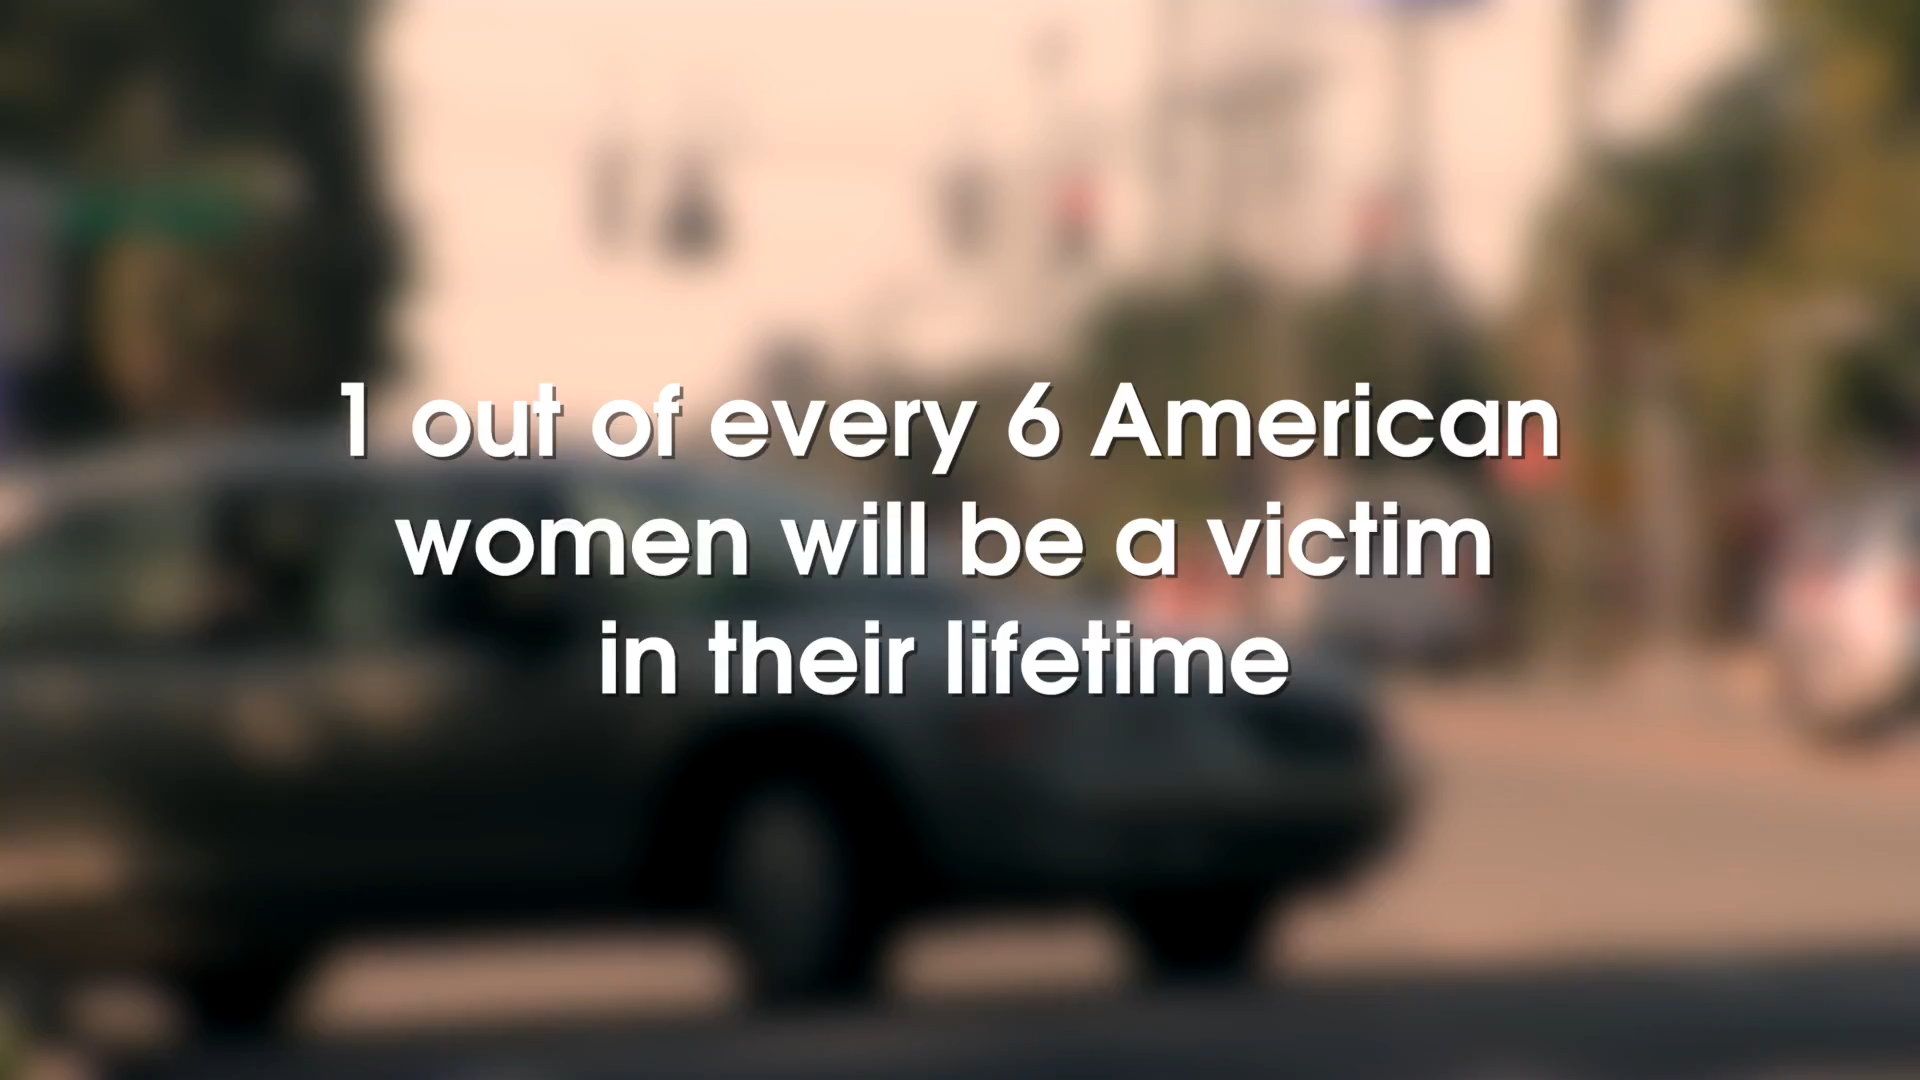 1 out of every 6 American
women will be a victim
in their lifetime